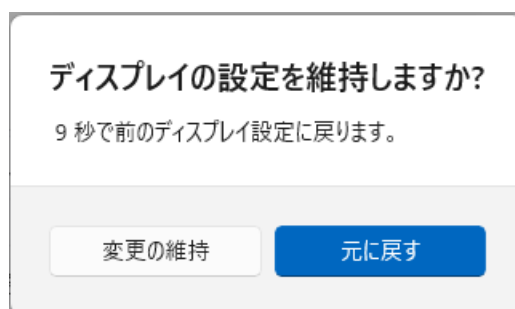 ディスプレイの設定を維持しますか?
9 秒で前のディスプレイ設定に戻ります。
変更の維持
元に戻す